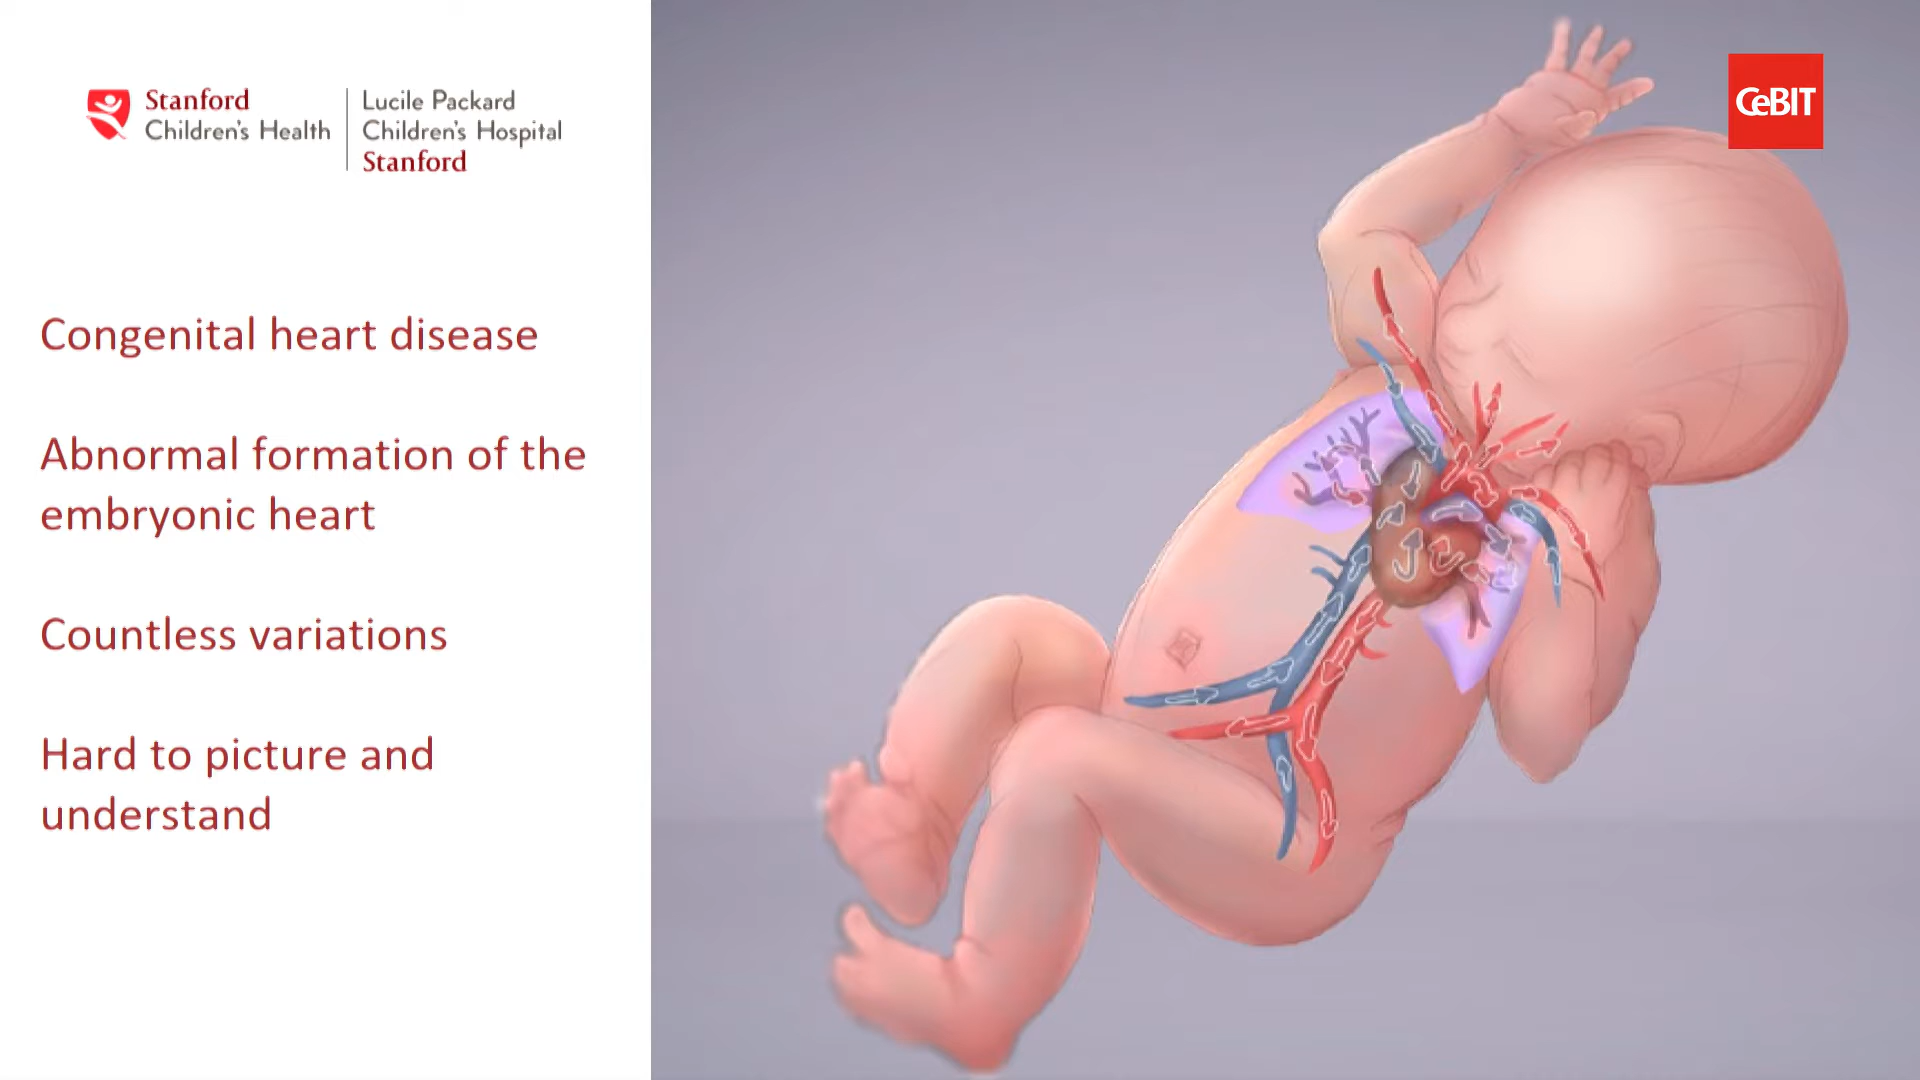 Stanford
Children's Health
Lucile Packard
Children's Hospital
Stanford
CeBIT
Congenital heart disease
Abnormal formation of the
embryonic heart
Countless variations
Hard to picture and
understand